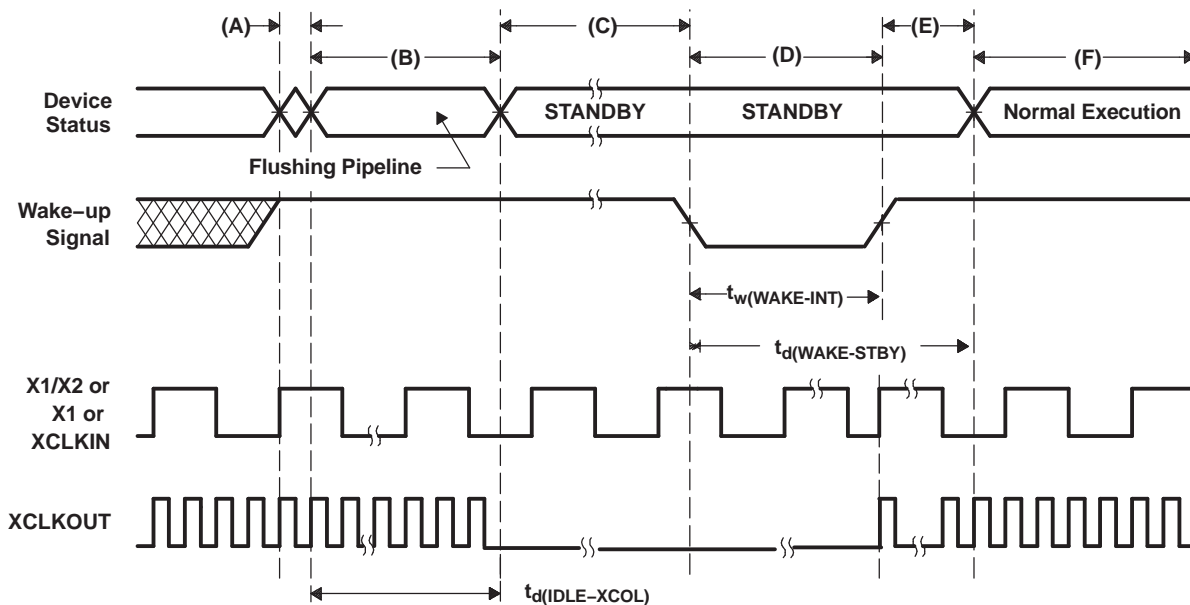 (A)
(B)
(C)
(D)
(E)
(F)
Device
Status
STANDBY
STANDBY
Normal Execution
Flushing Pipeline
Wake−up
Signal
tw(WAKE-INT)
td(WAKE-STBY)
X1/X2 or
X1 or
XCLKIN
XCLKOUT
td(IDLE−XCOL)